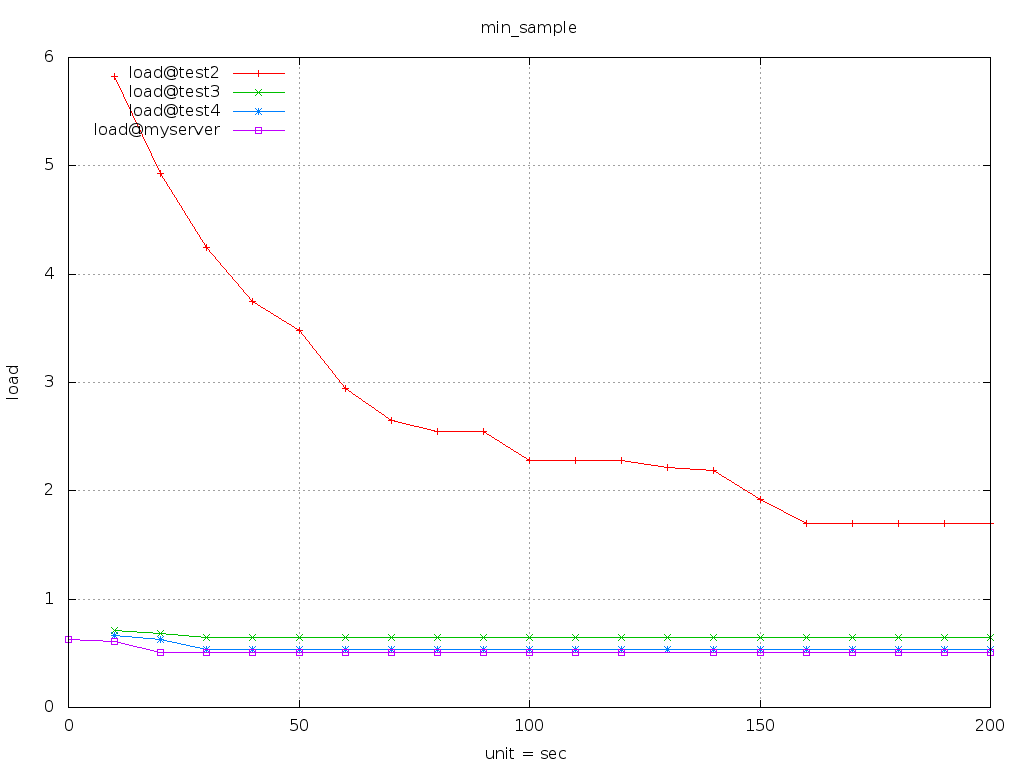 min_sample
6
load@test2
load@test3
load@test4
load@myserver
5
4
3
2
1
0
load
0 50 100 150 200
unit = sec